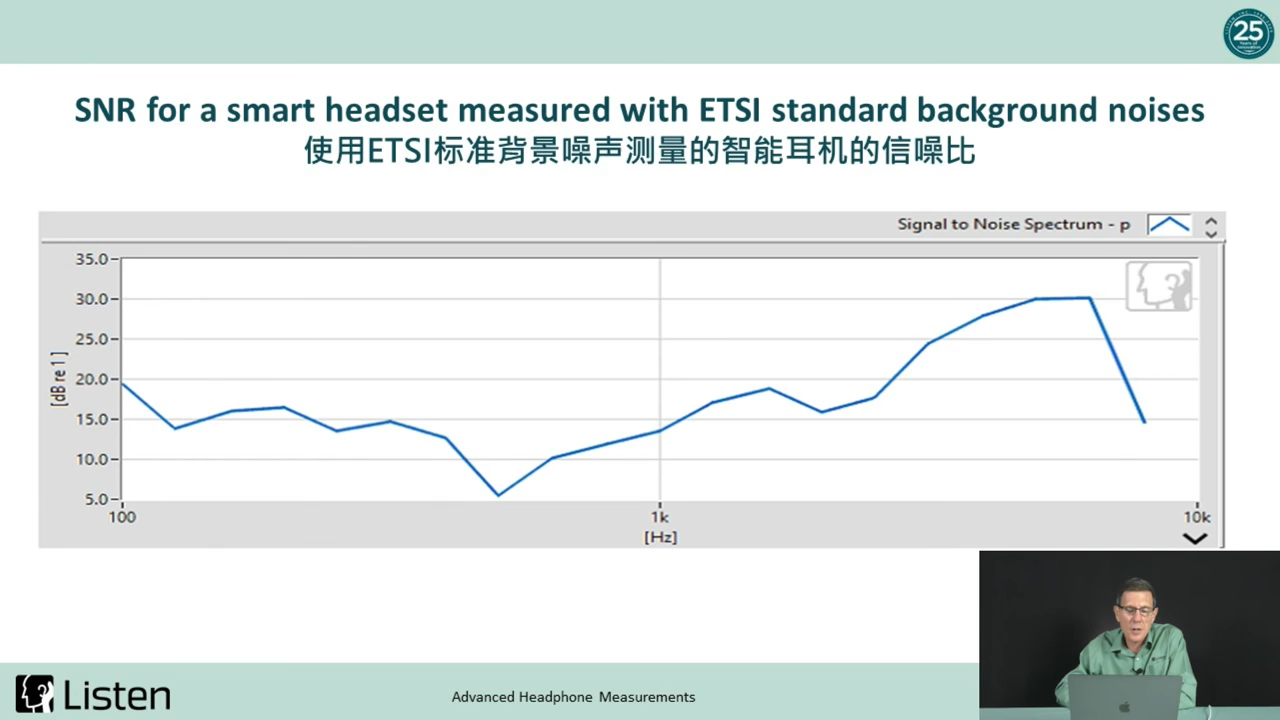 25
Years of
Innovation
SNR for a smart headset measured with ETSI standard background noises
使用ETSI标准背景噪声测量的智能耳机的信噪比
Signal to Noise Spectrum - p
35.0
30.0
25.0
20.0
15.0
10.0
5.0
[dB re 1 ]
100
1k
10k
[Hz]
Listen
Advanced Headphone Measurements